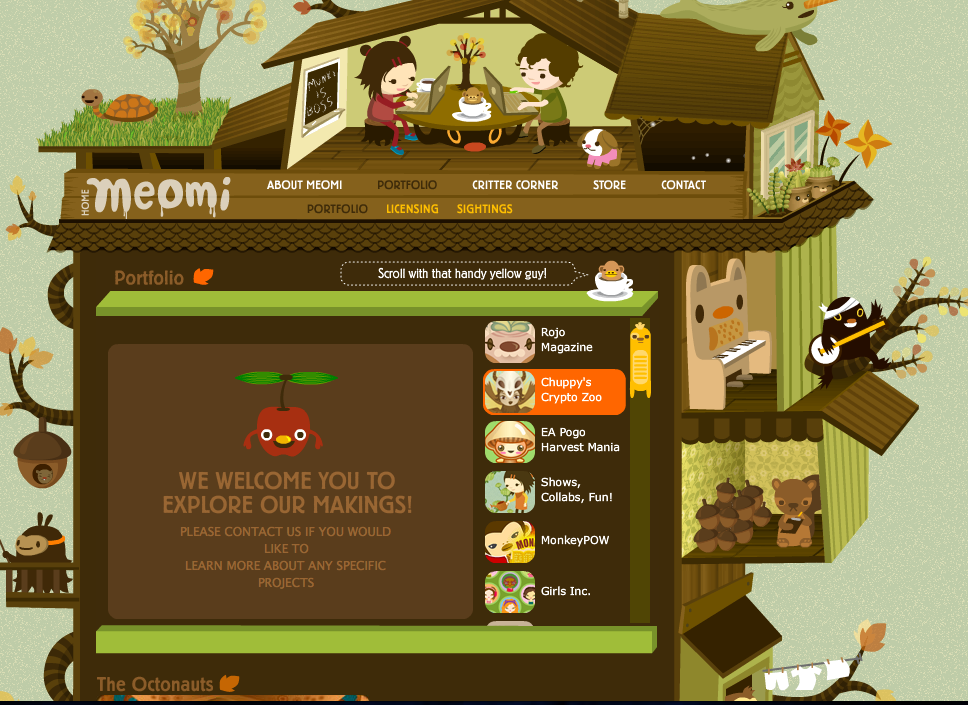 MUNKI
IS
BOSS
HOME
meomi
ABOUT MEOMI
PORTFOLIO
CRITTER CORNER
STORE
CONTACT
PORTFOLIO
LICENSING
SIGHTINGS
Portfolio
Scroll with that handy yellow guy!
WE WELCOME YOU TO
EXPLORE OUR MAKINGS!
PLEASE CONTACT US IF YOU WOULD
LIKE TO
LEARN MORE ABOUT ANY SPECIFIC
PROJECTS
Rojo
Magazine
Chuppy's
Crypto Zoo
EA Pogo
Harvest Mania
Shows,
Collabs, Fun!
MonkeyPOW
MON
Girls Inc.
The Octonauts